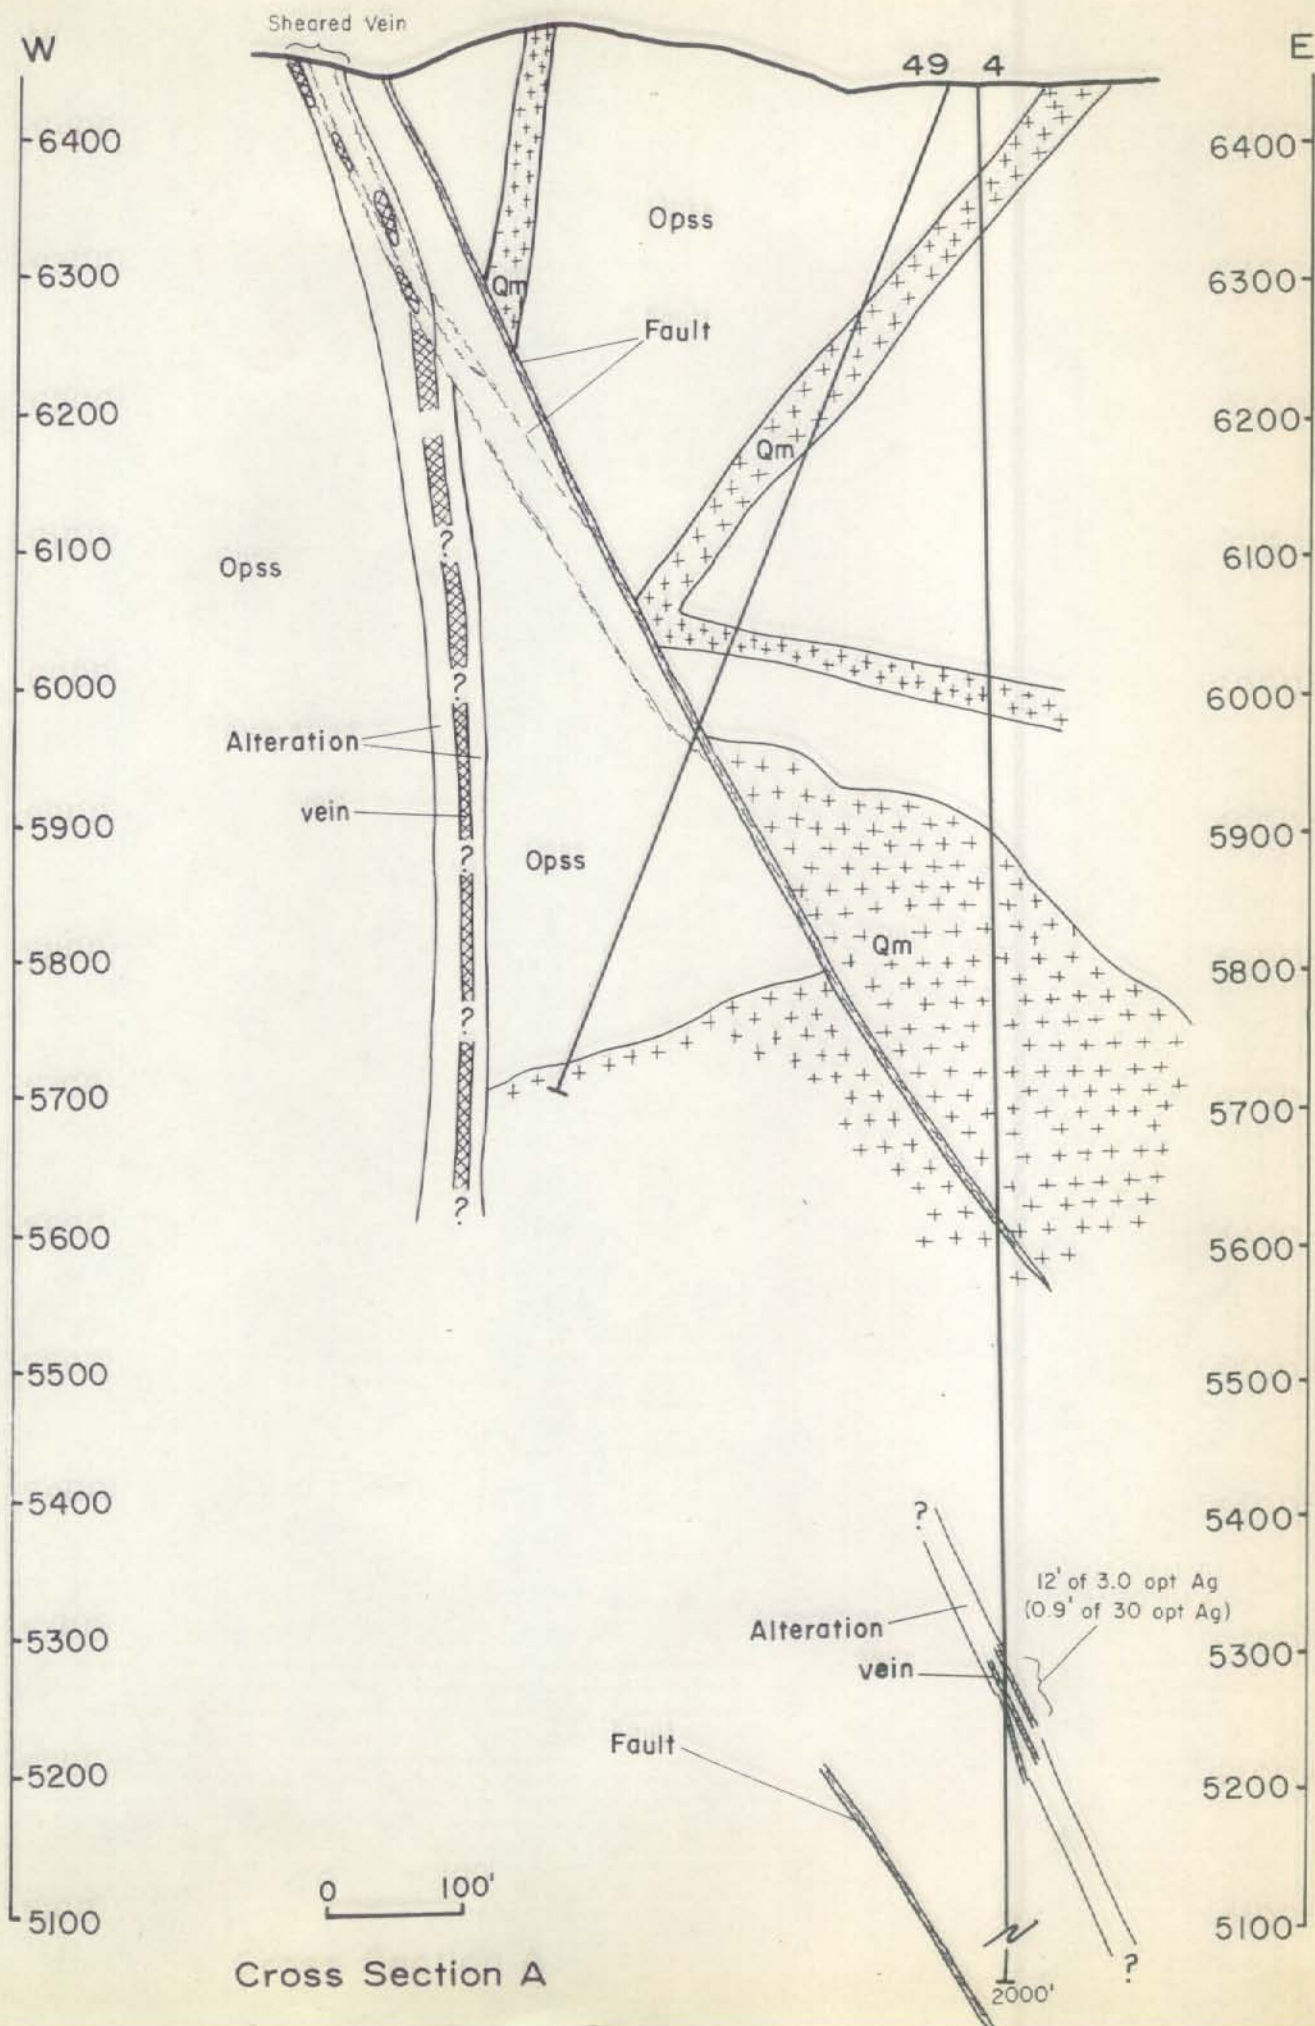 Sheared Vein
W
E
49 4
6400
6400
Opss
6300
6300
Qm
Fault
6200
6200
Qm
6100
6100
?
Opss
6000
6000
?
Alteration
vein
5900
5900
?
Opss
Qm
5800
5800
?
5700
5700
?
5600
5600
5500
5500
5400
5400
?
12' of 3.0 opt Ag
(0.9' of 30 opt Ag)
Alteration
5300
5300
vein
Fault
5200
5200
0 100'
5100
5100
?
Cross Section A
2000'